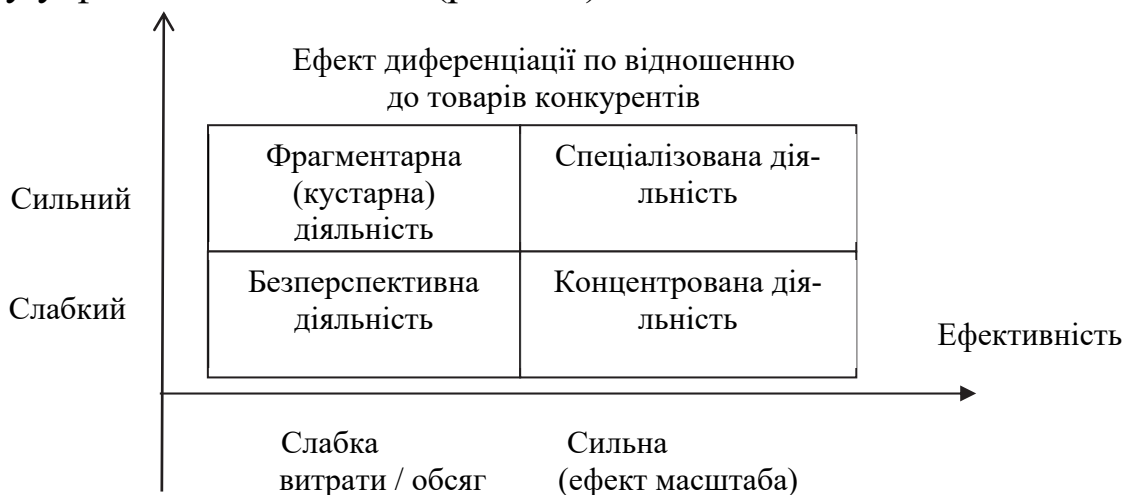 Ефект диференціації по відношенню
до товарів конкурентів
Сильний
Фрагментарна
(кустарна)
діяльність
Спеціалізована дія-
льність
Слабкий
Безперспективна
діяльність
Концентрована дія-
льність
Ефективність
Слабка
витрати / обсяг
Сильна
(ефект масштаба)